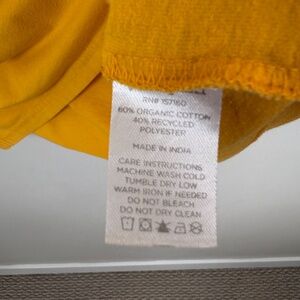 RN# 157160
60% ORGANIC COTTON
40% RECYCLED
POLYESTER
MADE IN INDIA
CARE INSTRUCTIONS
MACHINE WASH COLD
TUMBLE DRY LOW
WARM IRON IF NEEDED
DO NOT BLEACH
DO NOT DRY CLEAN